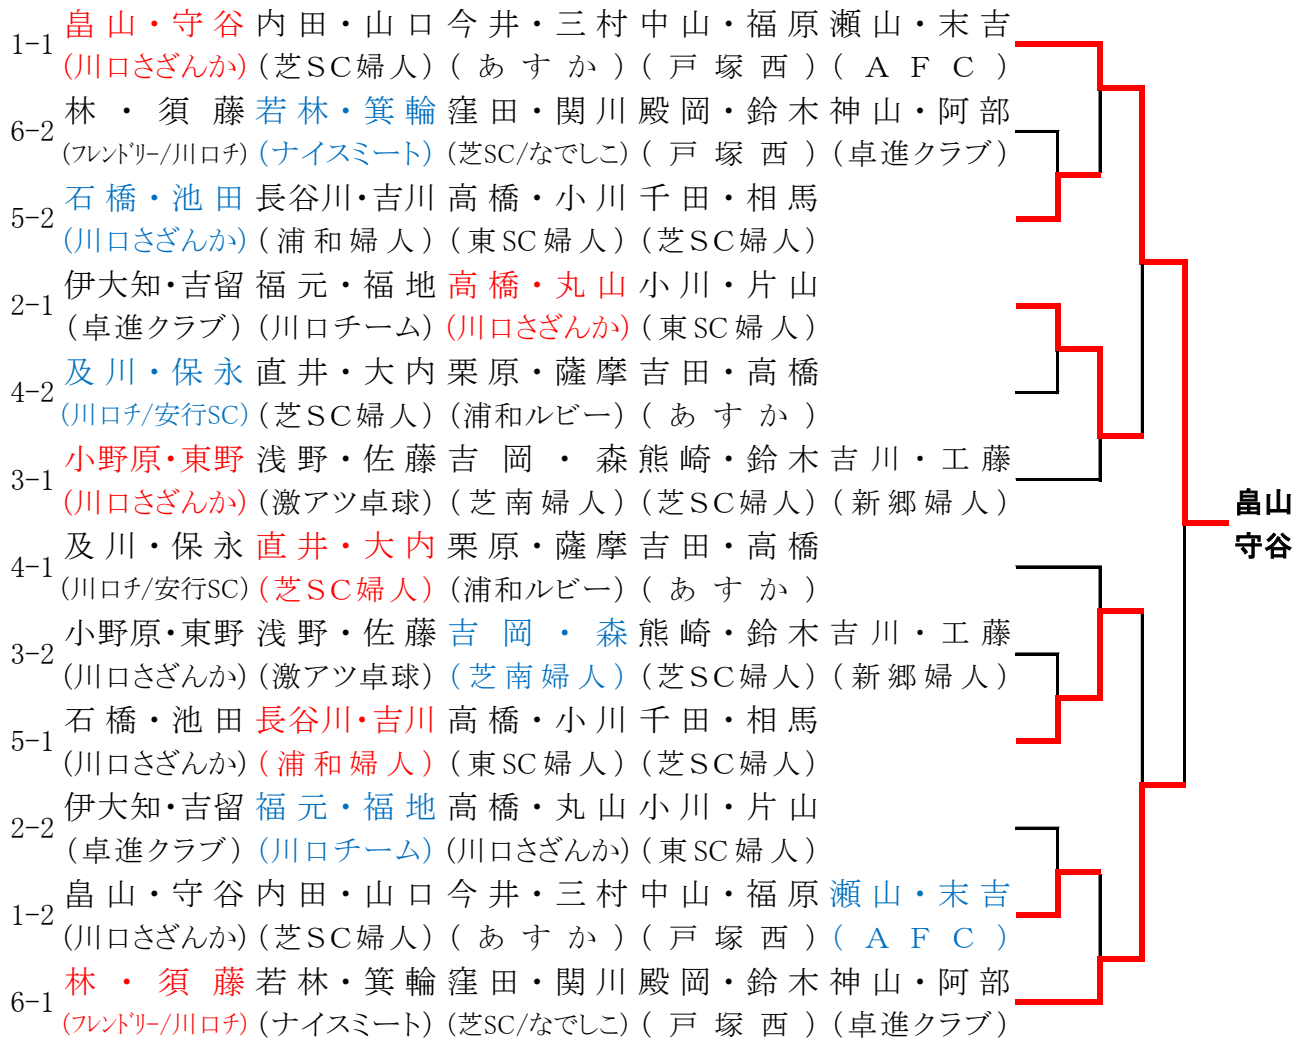 1-1 畠山・守谷 内田・山口 今井・三村 中山・福原 瀬山・末吉
(川口さざんか) (芝SC婦人) (あすか) (戸塚西) (AFC)
6-2 林・須藤 若林・箕輪 窪田・関川 殿岡・鈴木 神山・阿部
(フレンドリー/川口チ) (ナイスミート) (芝SC/なでしこ) (戸塚西) (卓進クラブ)
5-2 石橋・池田 長谷川・吉川 高橋・小川 千田・相馬
(川口さざんか) (浦和婦人) (東SC婦人) (芝SC婦人)
2-1 伊大知・吉留 福元・福地 高橋・丸山 小川・片山
(卓進クラブ) (川口チーム) (川口さざんか) (東SC婦人)
4-2 及川・保永 直井・大内 栗原・薩摩 吉田・高橋
(川口チ/安行SC) (芝SC婦人) (浦和ルビー) (あすか)
3-1 小野原・東野 浅野・佐藤 吉岡・森 熊崎・鈴木 吉川・工藤
(川口さざんか) (激アツ卓球) (芝南婦人) (芝SC婦人) (新郷婦人)
畠山
守谷
4-1 及川・保永 直井・大内 栗原・薩摩 吉田・高橋
(川口チ/安行SC) (芝SC婦人) (浦和ルビー) (あすか)
3-2 小野原・東野 浅野・佐藤 吉岡・森 熊崎・鈴木 吉川・工藤
(川口さざんか) (激アツ卓球) (芝南婦人) (芝SC婦人) (新郷婦人)
5-1 石橋・池田 長谷川・吉川 高橋・小川 千田・相馬
(川口さざんか) (浦和婦人) (東SC婦人) (芝SC婦人)
2-2 伊大知・吉留 福元・福地 高橋・丸山 小川・片山
(卓進クラブ) (川口チーム) (川口さざんか) (東SC婦人)
1-2 畠山・守谷 内田・山口 今井・三村 中山・福原 瀬山・末吉
(川口さざんか) (芝SC婦人) (あすか) (戸塚西) (AFC)
6-1 林・須藤 若林・箕輪 窪田・関川 殿岡・鈴木 神山・阿部
(フレンドリー/川口チ) (ナイスミート) (芝SC/なでしこ) (戸塚西) (卓進クラブ)